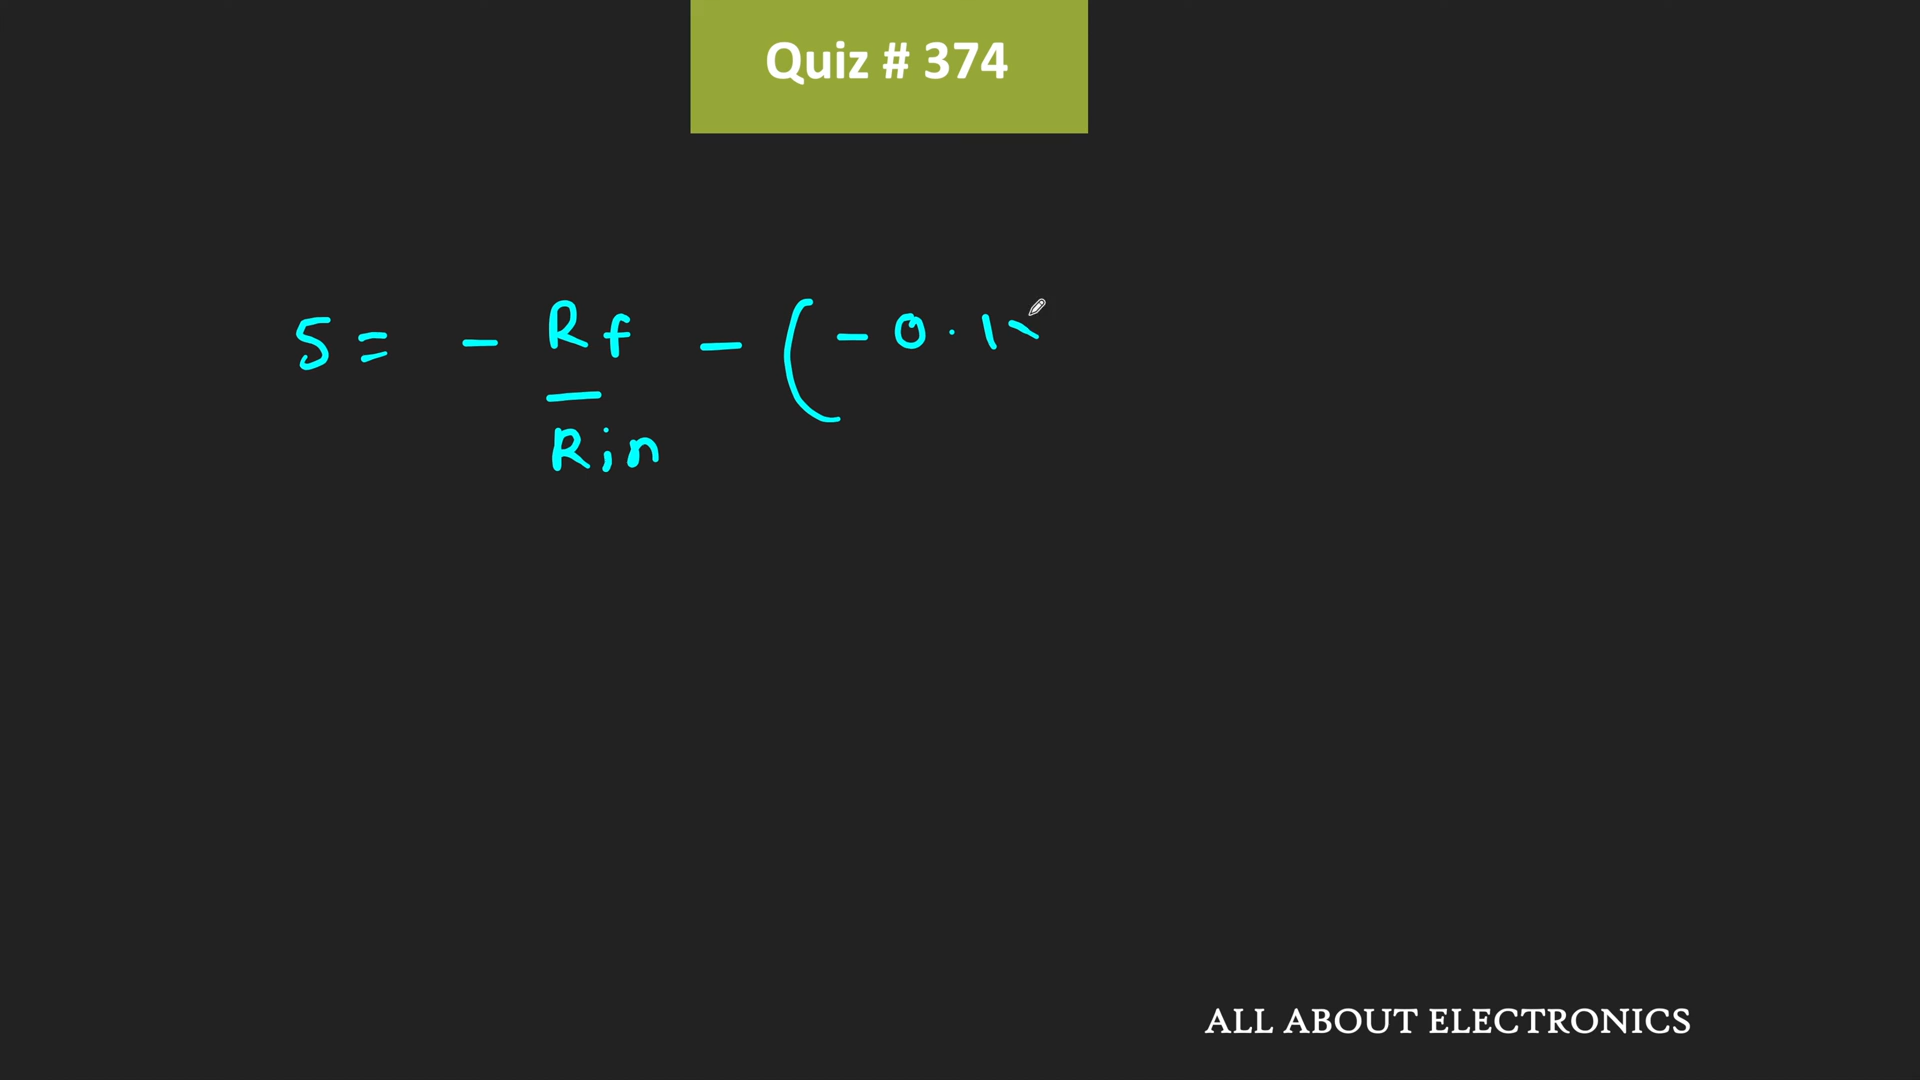 Quiz # 374
5 = - Rf - ( - 0.1×
Rin
ALL ABOUT ELECTRONICS